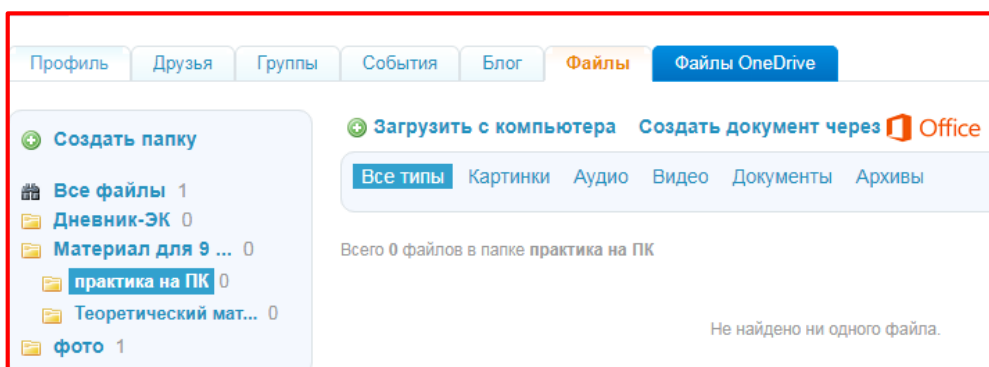 Профиль Друзья Группы События Блог Файлы Файлы OneDrive
Создать папку
Все файлы 1
Дневник-ЭК 0
Материал для 9 ... 0
практика на ПК 0
Теоретический мат... 0
фото 1
Загрузить с компьютера Создать документ через Office
Все типы Картинки Аудио Видео Документы Архивы
Всего 0 файлов в папке практика на ПК
Не найдено ни одного файла.